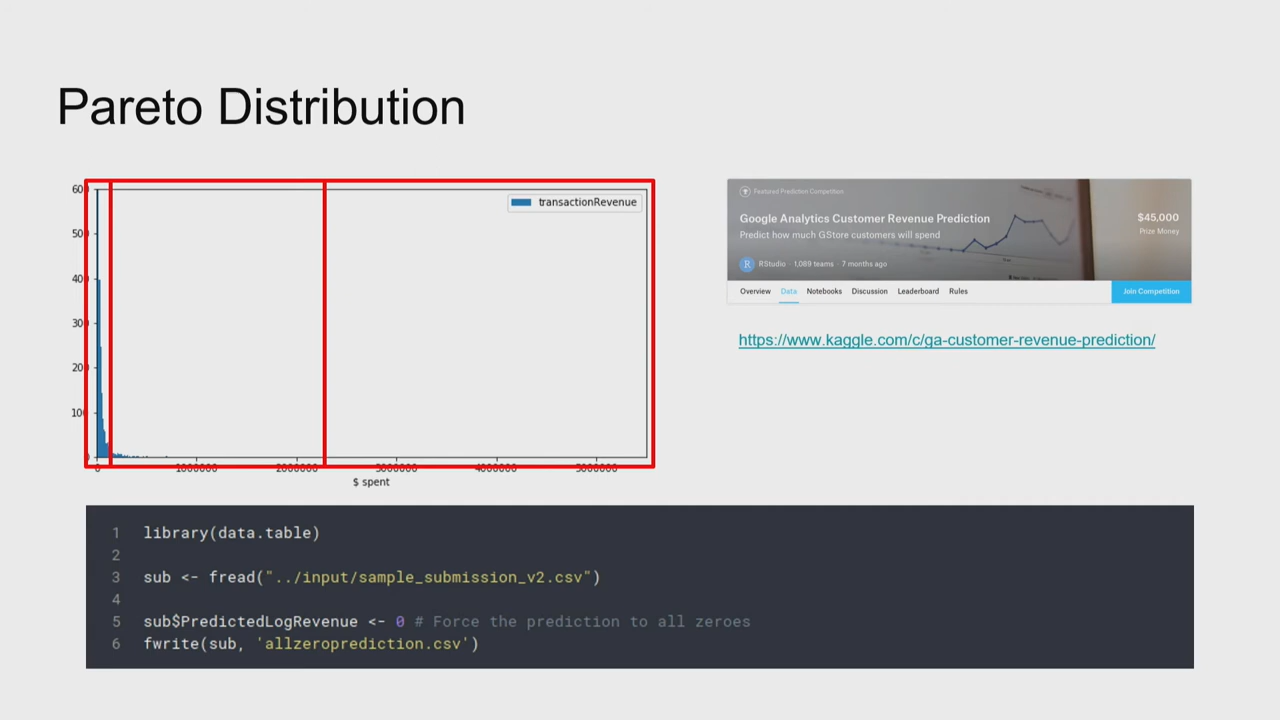 Pareto Distribution
transactionRevenue
600
500
400
300
200
100
0
0 1000000 2000000 3000000 4000000 5000000
$ spent
Featured Prediction Competition
Google Analytics Customer Revenue Prediction
Predict how much GStore customers will spend
$45,000
Prize Money
R RStudio · 1,089 teams · 7 months ago
Overview Data Notebooks Discussion Leaderboard Rules Join Competition
https://www.kaggle.com/c/ga-customer-revenue-prediction/
1 library(data.table)
2
3 sub <- fread("../input/sample_submission_v2.csv")
4
5 sub$PredictedLogRevenue <- 0 # Force the prediction to all zeroes
6 fwrite(sub, 'allzeroprediction.csv')